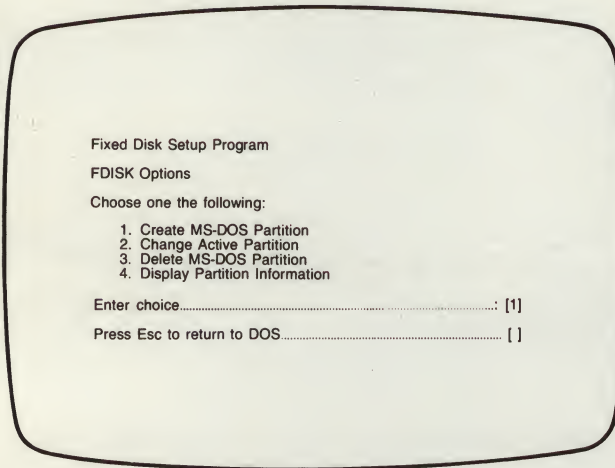 Fixed Disk Setup Program
FDISK Options
Choose one the following:
1. Create MS-DOS Partition
2. Change Active Partition
3. Delete MS-DOS Partition
4. Display Partition Information
Enter choice..............................................................................................: [1]
Press Esc to return to DOS................................................................. [ ]